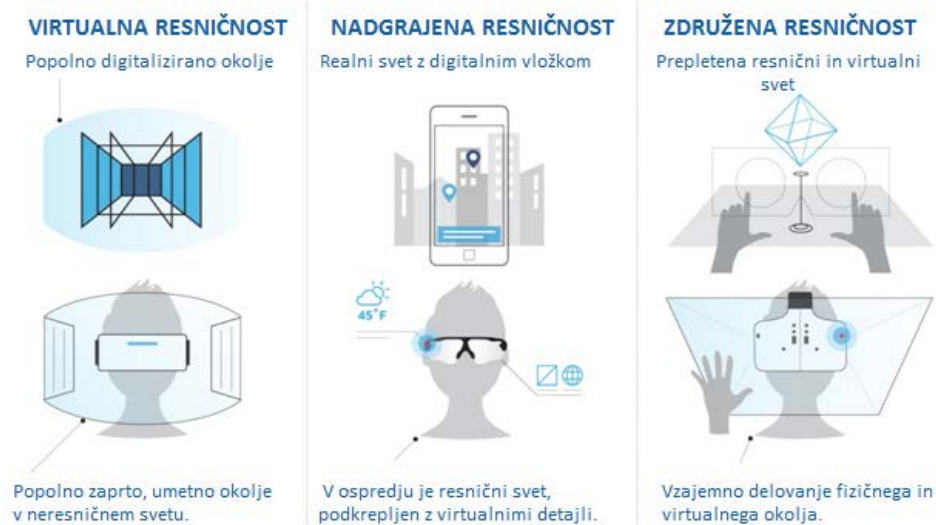 VIRTUALNA RESNIČNOST
Popolno digitalizirano okolje
Popolno zaprto, umetno okolje
v neresničnem svetu.
NADGRAJENA RESNIČNOST
Realni svet z digitalnim vložkom
45°F
V ospredju je resnični svet,
podkrepljen z virtualnimi detajli.
ZDRUŽENA RESNIČNOST
Prepletena resnični in virtualni
svet
Vzajemno delovanje fizičnega in
virtualnega okolja.